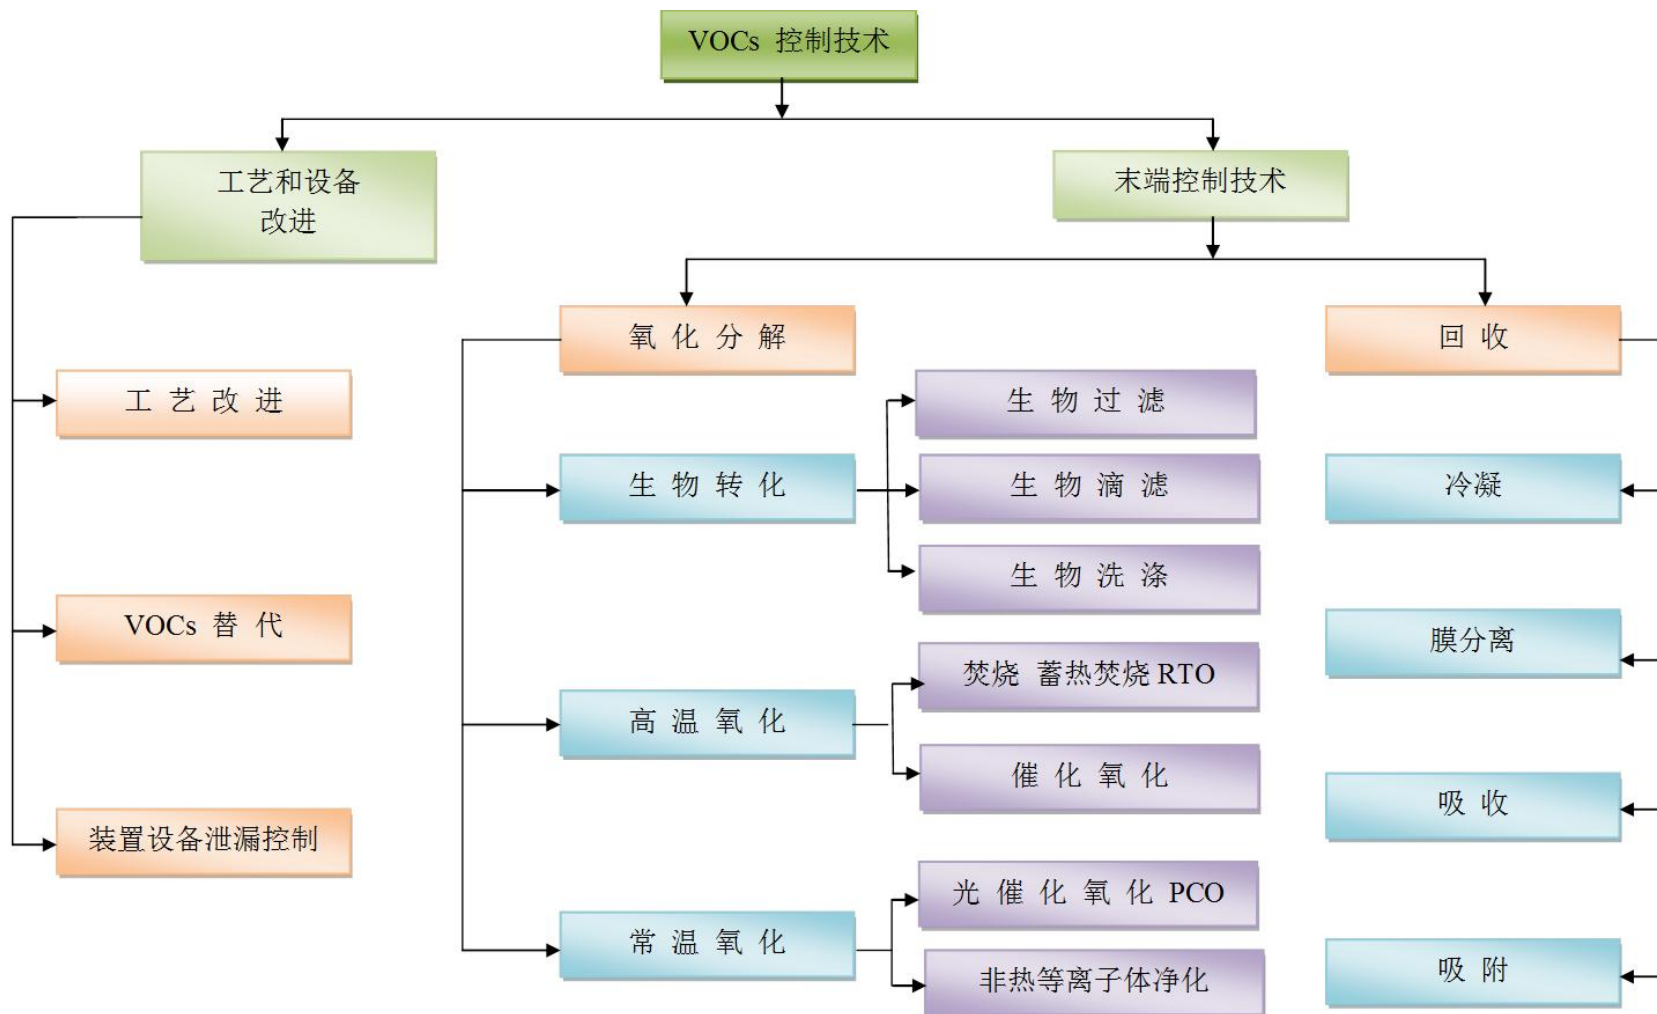 VOCs 控制技术
工艺和设备
改进
末端控制技术
氧 化 分 解
回 收
工 艺 改 进
生 物 过 滤
生 物 转 化
生 物 滴 滤
冷凝
生 物 洗 涤
VOCs 替 代
膜分离
焚烧 蓄热焚烧 RTO
高 温 氧 化
催 化 氧 化
吸 收
装置设备泄漏控制
光 催 化 氧 化 PCO
常 温 氧 化
非热等离子体净化
吸 附